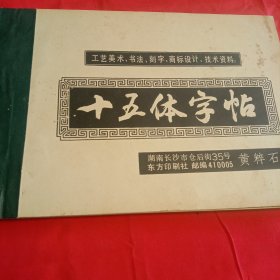 工艺美术、书法、刻字、商标设计、技术资料.
十五体字帖
湖南长沙市仓后街35号
东方印刷社 邮编410005
黄粹石